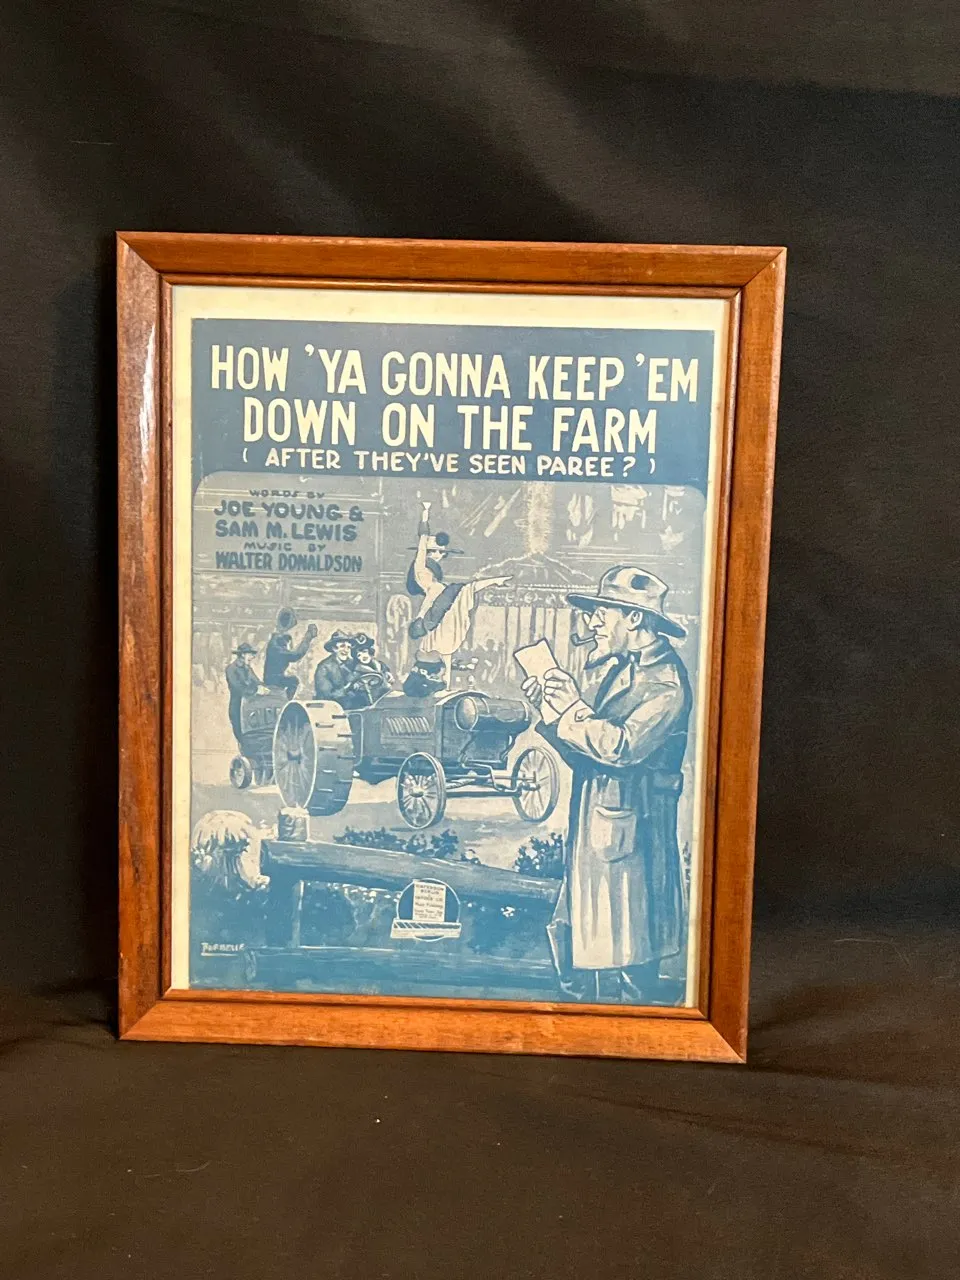 HOW 'YA GONNA KEEP 'EM
DOWN ON THE FARM
( AFTER THEY'VE SEEN PAREE? )
WORDS BY
JOE YOUNG &
SAM M. LEWIS
MUSIC BY
WALTER DONALDSON
BARBELLE